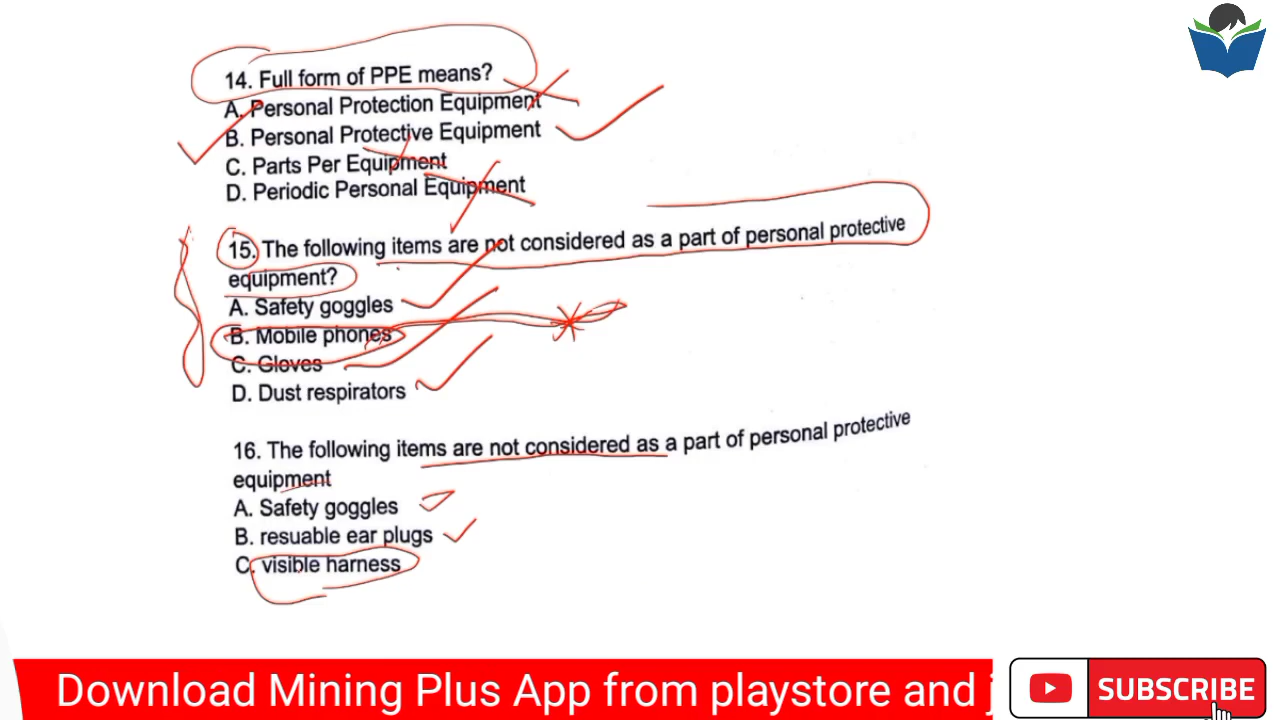 14. Full form of PPE means?
A. Personal Protection Equipment
B. Personal Protective Equipment
C. Parts Per Equipment
D. Periodic Personal Equipment
15. The following items are not considered as a part of personal protective
equipment?
A. Safety goggles
B. Mobile phones
C. Gloves
D. Dust respirators
16. The following items are not considered as a part of personal protective
equipment
A. Safety goggles
B. resuable ear plugs
C. visible harness
Download Mining Plus App from playstore and j
SUBSCRIBE